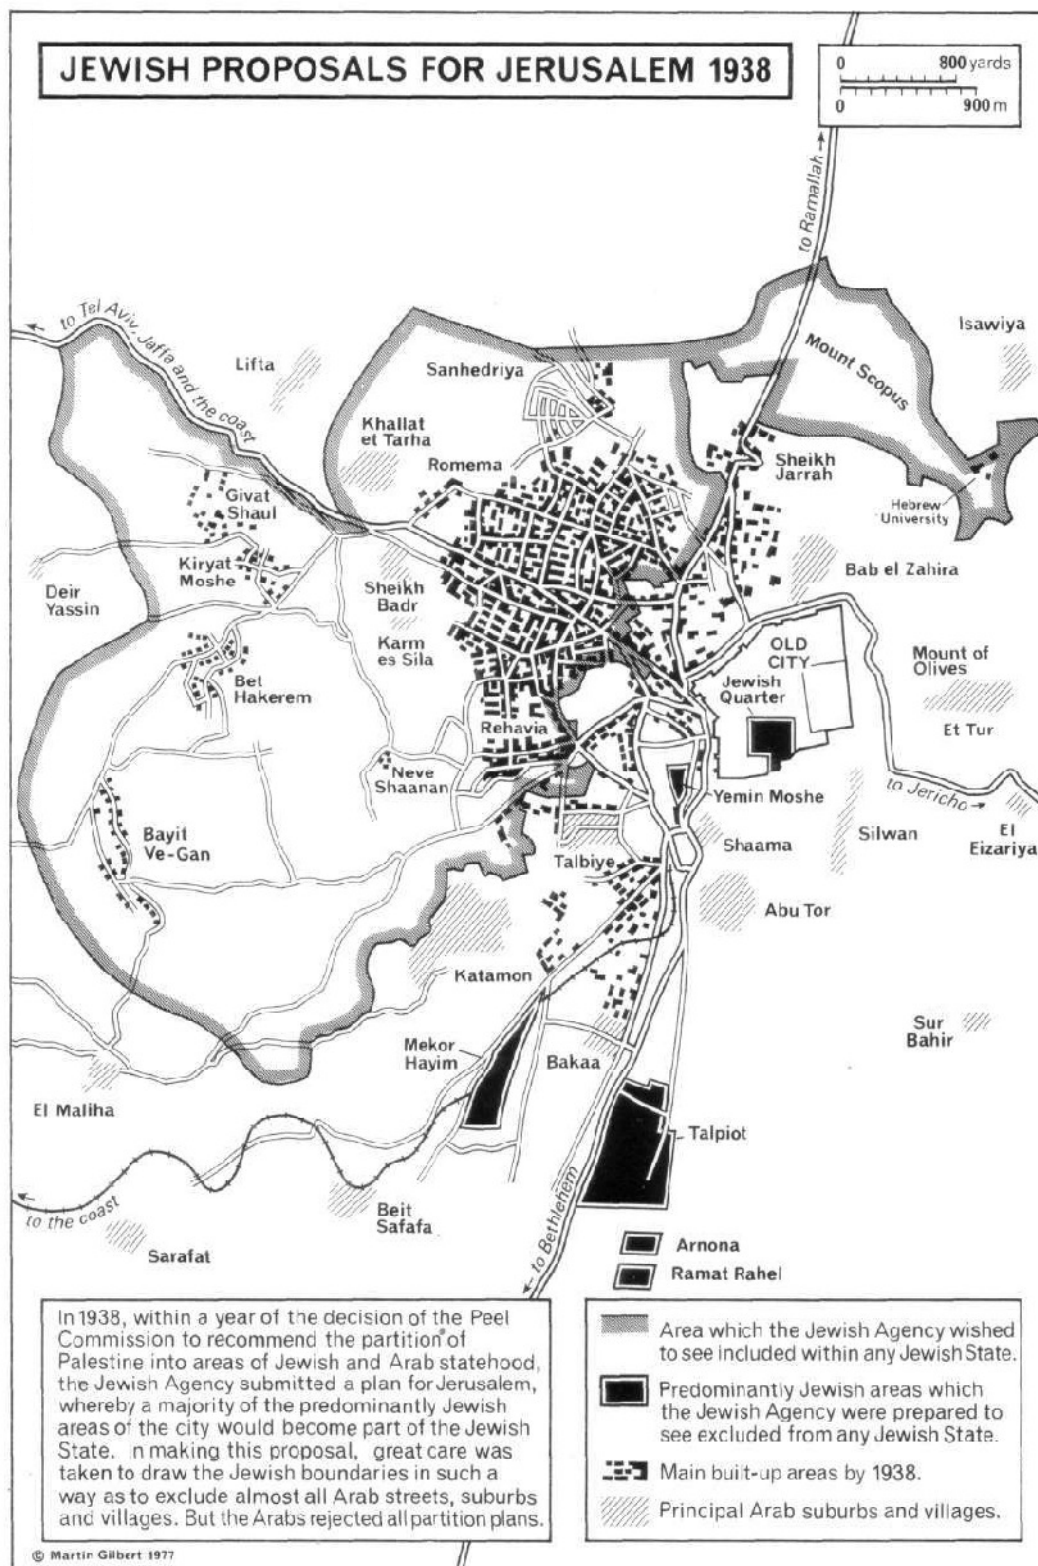 JEWISH PROPOSALS FOR JERUSALEM 1938
0 800 yards
0 900 m
to Ramallah →
← to Tel Aviv, Jaffa and the coast
Lifta
Sanhedriya
Isawiya
Mount Scopus
Khallat
et Tarha
Romema
Sheikh
Jarrah
Givat
Shaul
Hebrew
University
Kiryat
Moshe
Deir
Yassin
Sheikh
Badr
Bab el Zahira
Karm
es Sila
OLD
CITY
Mount of
Olives
Bet
Hakerem
Jewish
Quarter
Rehavia
Et Tur
Neve
Shaanan
Yemin Moshe
to Jericho →
Bayit
Ve-Gan
Talbiye
Shaama
Silwan
El
Eizariya
Abu Tor
Katamon
Sur
Bahir
Mekor
Hayim
Bakaa
El Maliha
Talpiot
← to the coast
Beit
Safafa
Sarafat
← to Bethlehem
Arnona
Ramat Rahel
In 1938, within a year of the decision of the Peel
Commission to recommend the partition of
Palestine into areas of Jewish and Arab statehood,
the Jewish Agency submitted a plan for Jerusalem,
whereby a majority of the predominantly Jewish
areas of the city would become part of the Jewish
State. n making this proposal, great care was
taken to draw the Jewish boundaries in such a
way as to exclude almost all Arab streets, suburbs
and villages. But the Arabs rejected all partition plans.
Area which the Jewish Agency wished
to see included within any Jewish State.
Predominantly Jewish areas which
the Jewish Agency were prepared to
see excluded from any Jewish State.
Main built-up areas by 1938.
Principal Arab suburbs and villages.
© Martin Gilbert 1977